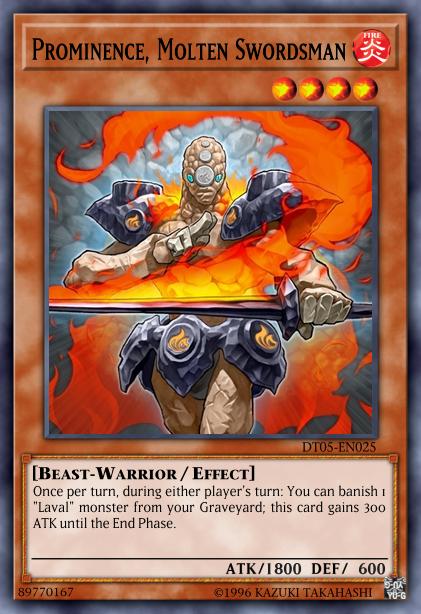 PROMINENCE, MOLTEN SWORDSMAN
FIRE
炎
DT05-EN025
[BEAST-WARRIOR / EFFECT]
Once per turn, during either player's turn: You can banish 1
"Laval" monster from your Graveyard; this card gains 300
ATK until the End Phase.
ATK/1800 DEF/ 600
89770167
©1996 KAZUKI TAKAHASHI